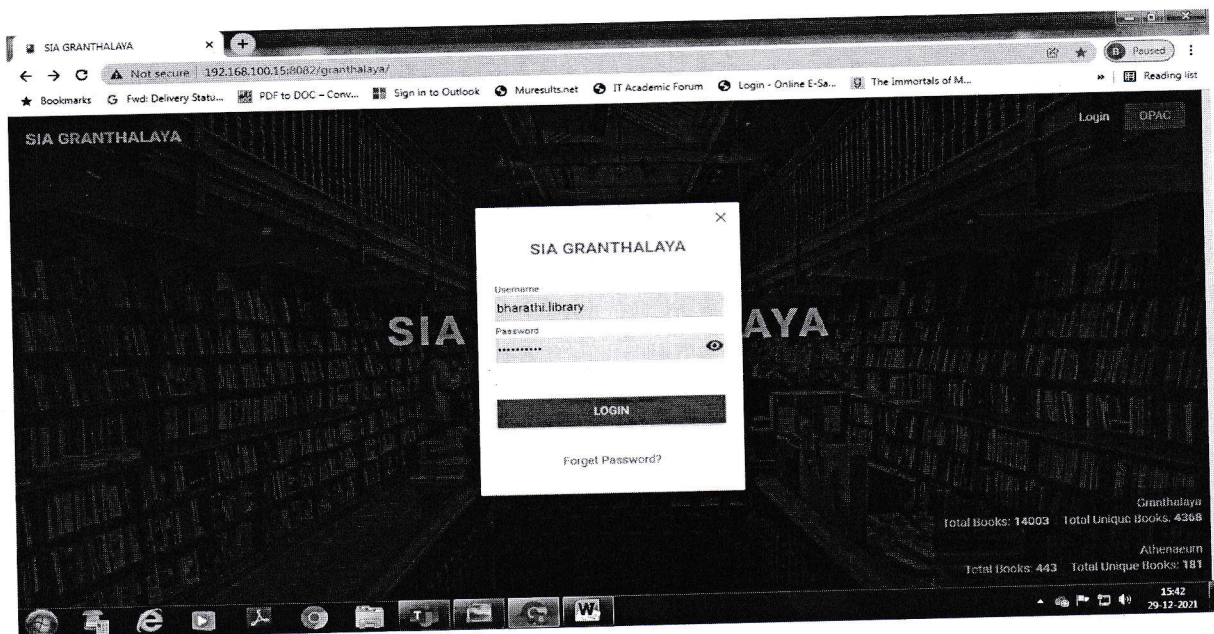 SIA GRANTHALAYA
Not secure 192.168.100.15:8082/granthalaya/
B Paused
Bookmarks Fwd: Delivery Statu... PDF to DOC – Conv... Sign in to Outlook Muresults.net IT Academic Forum Login - Online E-Sa... The Immortals of M... » Reading list
SIA GRANTHALAYA
Login OPAC
SIA AYA
SIA GRANTHALAYA
Username
bharathi.library
Password
LOGIN
Forget Password?
Granthalaya
Total Books: 14003 Total Unique Books: 4368
Athenaeum
Total Books: 443 Total Unique Books: 181
15:42
29-12-2021